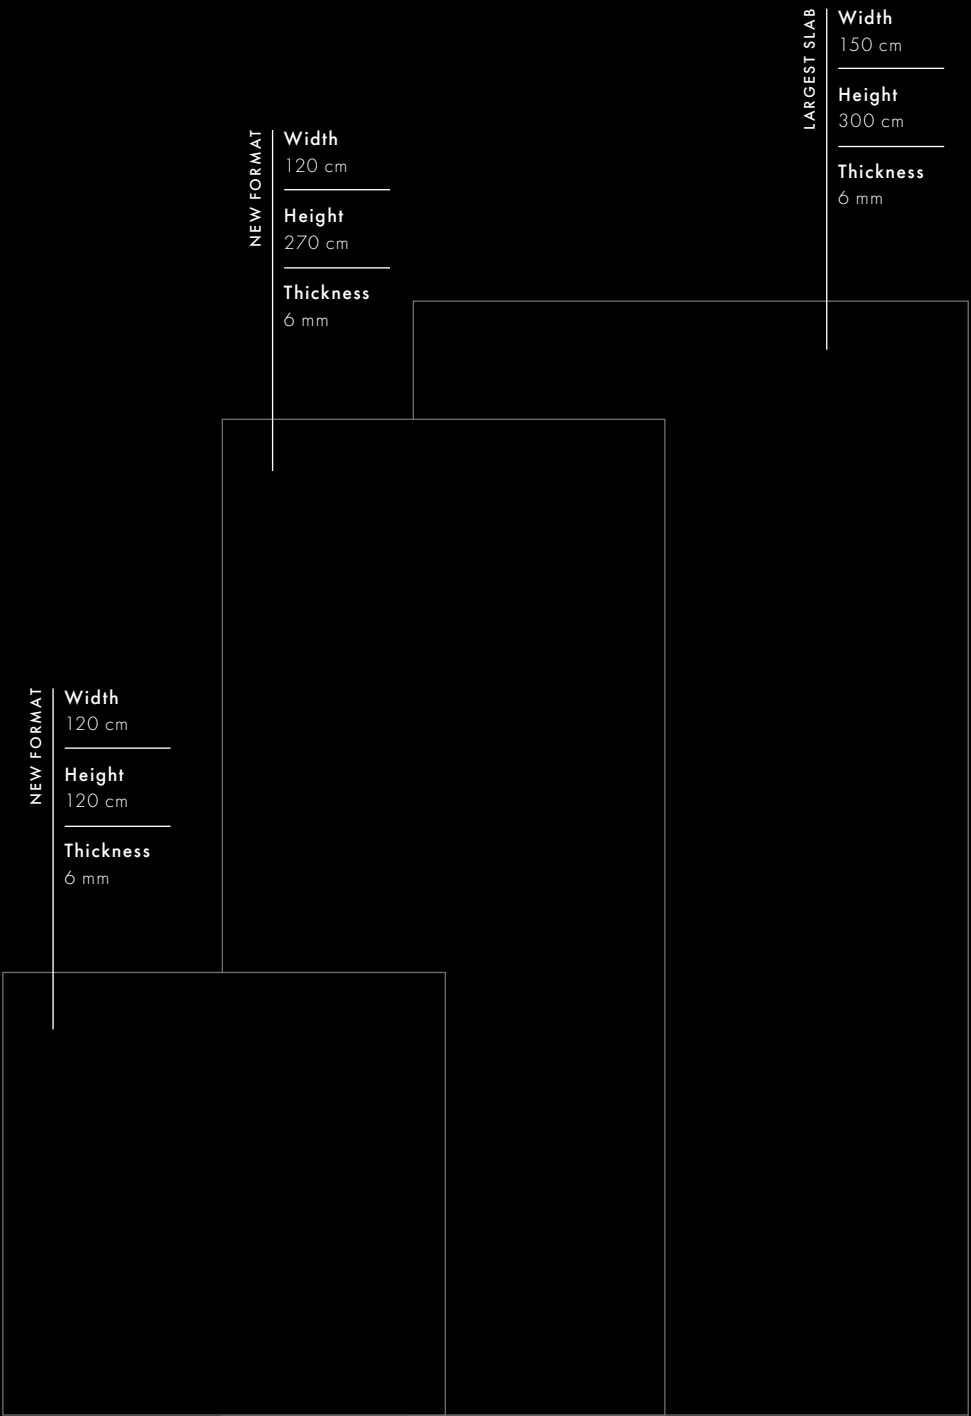 LARGEST SLAB
Width
150 cm
Height
300 cm
Thickness
6 mm
NEW FORMAT
Width
120 cm
Height
270 cm
Thickness
6 mm
NEW FORMAT
Width
120 cm
Height
120 cm
Thickness
6 mm